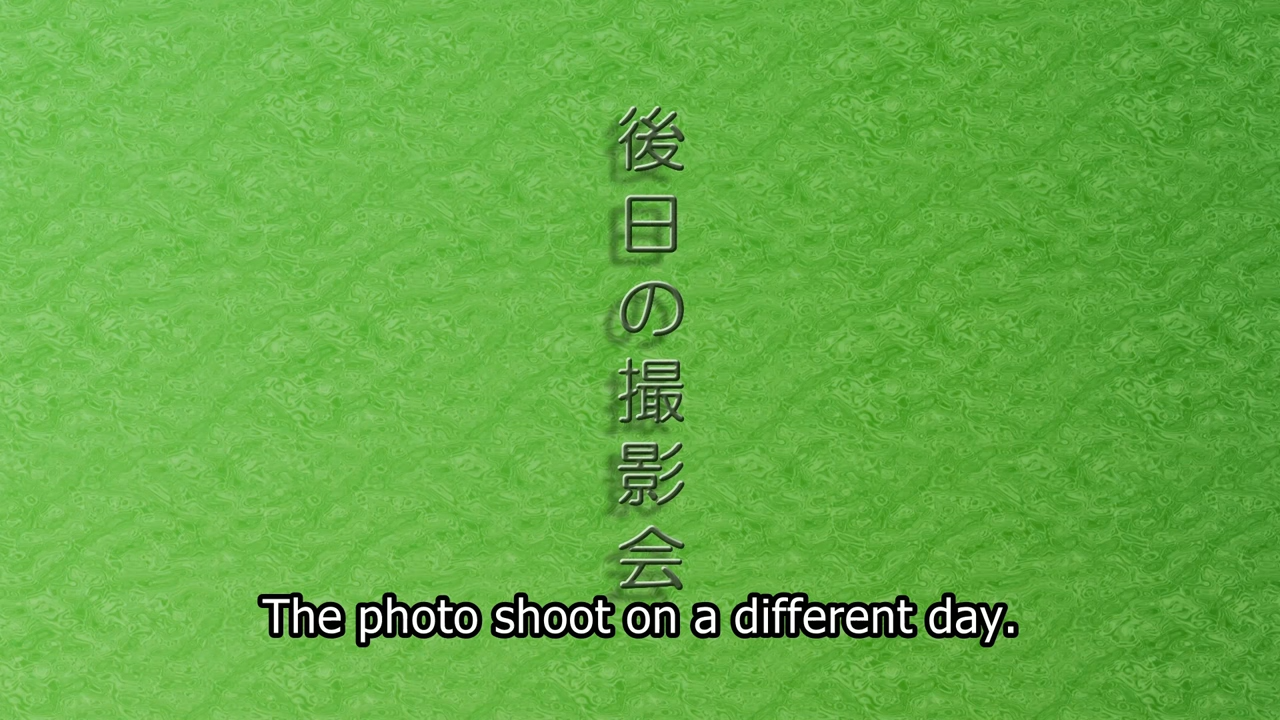 後日の撮影会
The photo shoot on a different day.